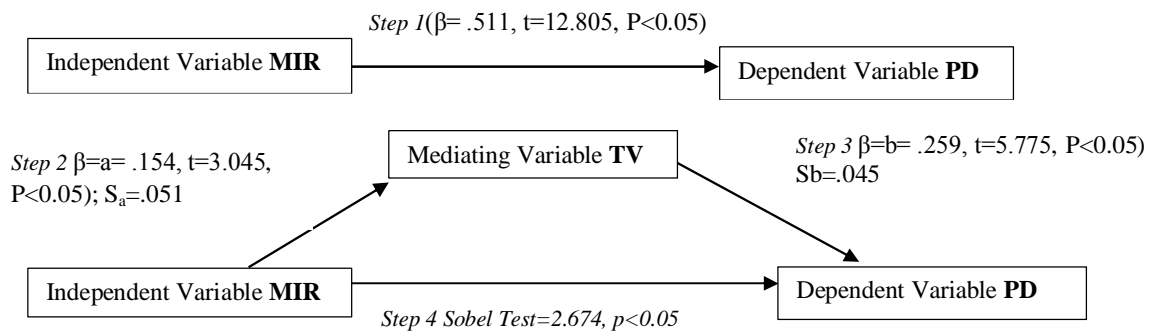 Step 1(β= .511, t=12.805, P<0.05)
Independent Variable MIR
Dependent Variable PD
Step 2 β=a= .154, t=3.045,
P<0.05); Sa=.051
Mediating Variable TV
Step 3 β=b= .259, t=5.775, P<0.05)
Sb=.045
Independent Variable MIR
Dependent Variable PD
Step 4 Sobel Test=2.674, p<0.05